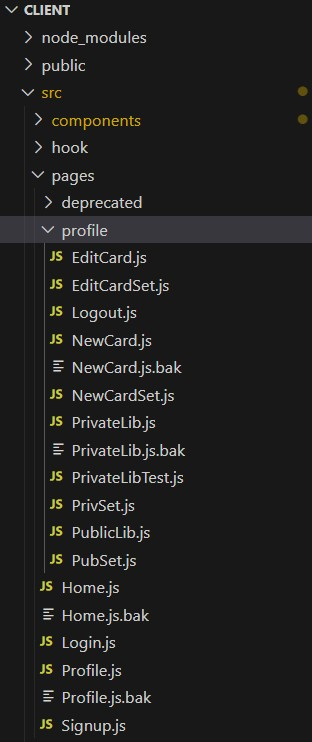 CLIENT
node_modules
public
src
components
hook
pages
deprecated
profile
JS EditCard.js
JS EditCardSet.js
JS Logout.js
JS NewCard.js
NewCard.js.bak
JS NewCardSet.js
JS PrivateLib.js
PrivateLib.js.bak
JS PrivateLibTest.js
JS PrivSet.js
JS PublicLib.js
JS PubSet.js
JS Home.js
Home.js.bak
JS Login.js
JS Profile.js
Profile.js.bak
JS Signup.js